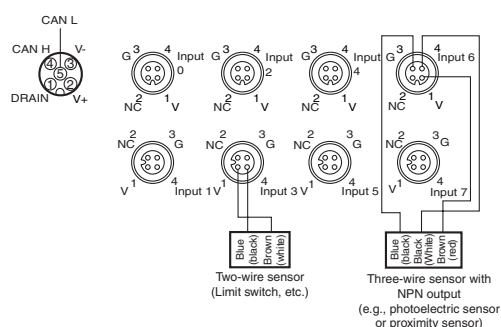 CAN L
CAN H
V-
4
3
5
1
2
DRAIN
V+
G
3
4
Input
0
NC
2
1
V
G
3
4
Input
2
NC
2
1
V
G
3
4
Input
4
NC
2
1
V
G
3
4
Input 6
NC
2
1
V
NC
2
3
G
V
1
4
Input 1
NC
2
3
G
V
1
4
Input 3
NC
2
3
G
V
1
4
Input 5
NC
2
3
G
V
1
4
Input 7
Blue
(black)
Brown
(white)
Two-wire sensor
(Limit switch, etc.)
Blue
(black)
Black
(White)
Brown
(red)
Three-wire sensor with
NPN output
(e.g., photoelectric sensor
or proximity sensor)